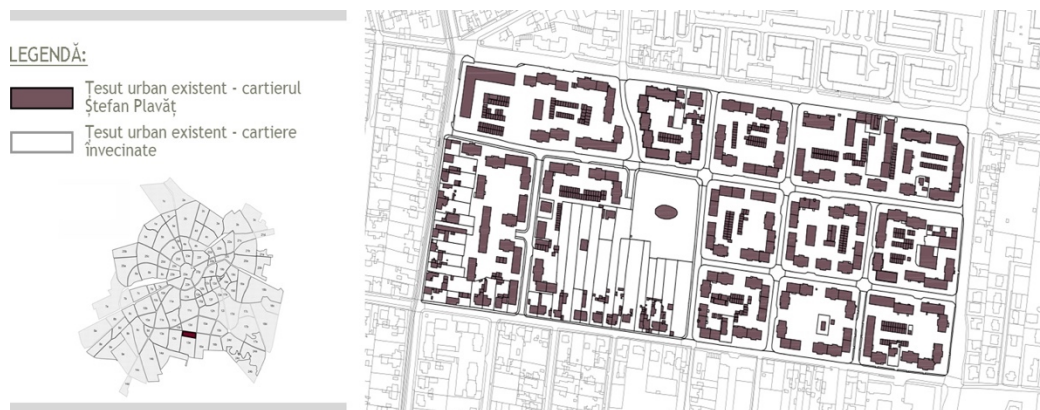 LEGENDĂ:
Țesut urban existent - cartierul
Ștefan Plavăț
Țesut urban existent - cartiere
învecinate